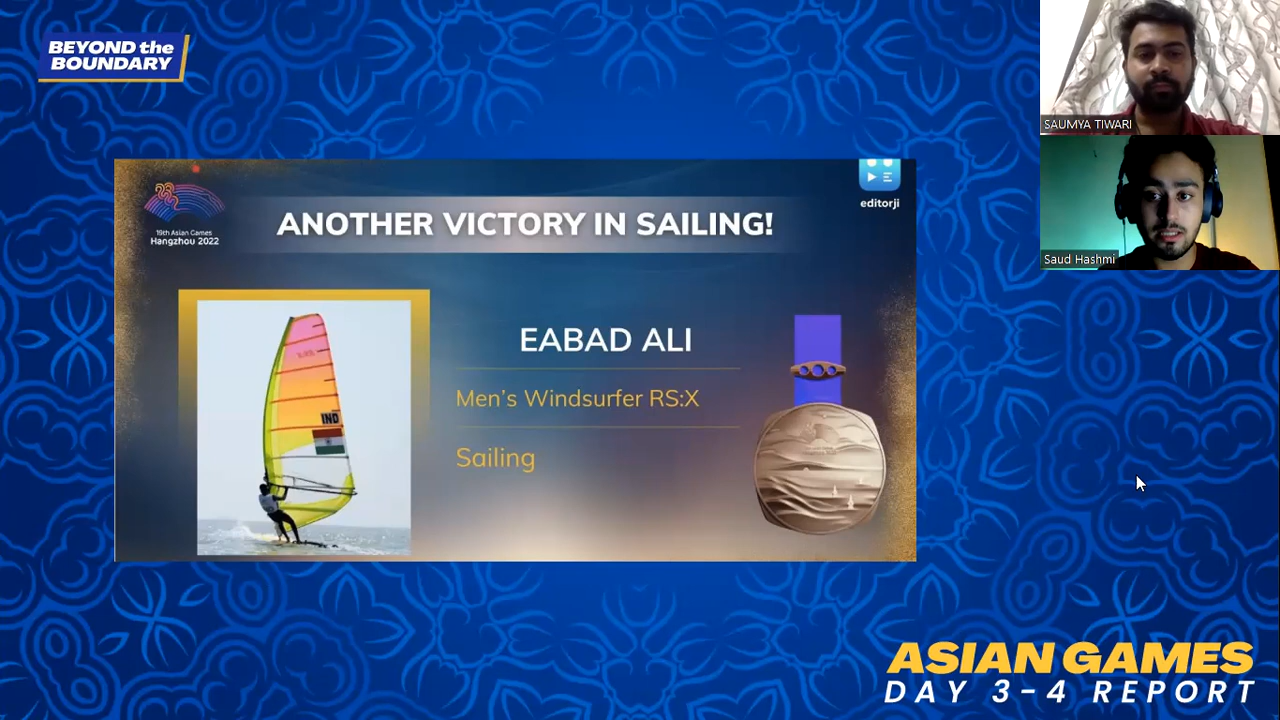 BEYOND the
BOUNDARY
SAUMYA TIWARI
Saud Hashmi
19th Asian Games
Hangzhou 2022
editorji
ANOTHER VICTORY IN SAILING!
IND
EABAD ALI
Men's Windsurfer RS:X
Sailing
ASIAN GAMES
DAY 3-4 REPORT